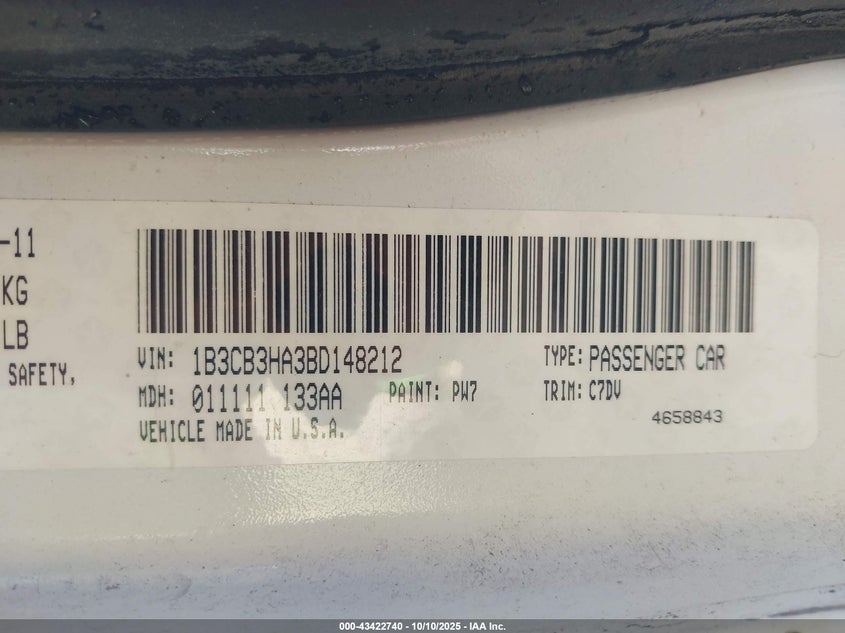 -11
KG
LB
SAFETY,
VIN: 1B3CB3HA3BD148212 TYPE: PASSENGER CAR
MDH: 011111 133AA PAINT: PW7 TRIM: C7DV
VEHICLE MADE IN U.S.A. 4658843
000-43422740 - 10/10/2025 - IAA Inc.